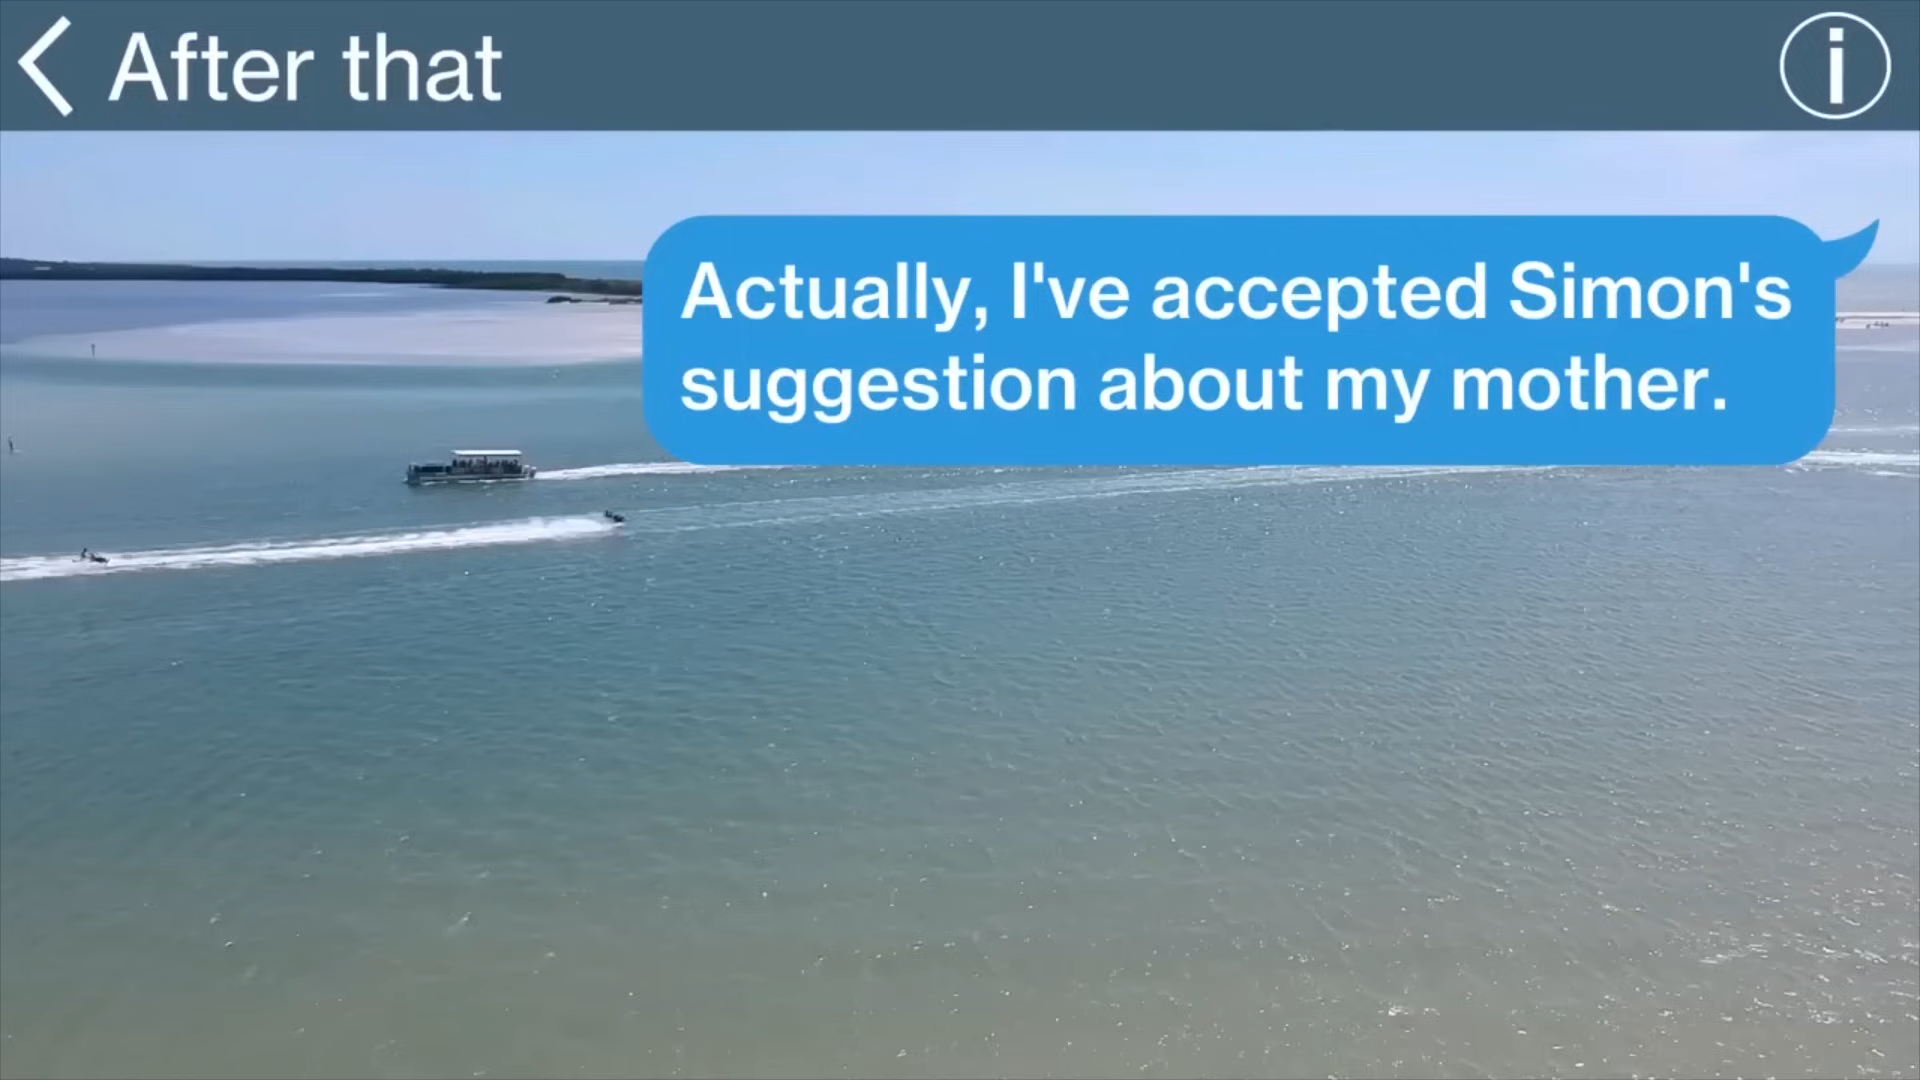 After that
Actually, I've accepted Simon's
suggestion about my mother.